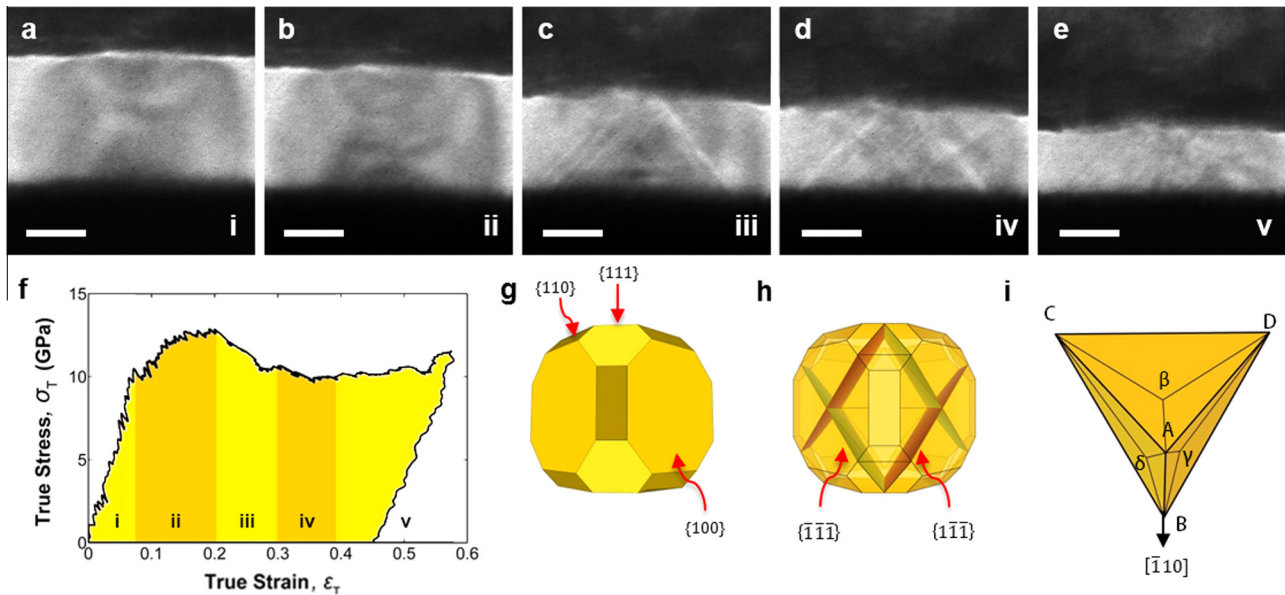 a b c d e
i ii iii iv v
f g h i
True Stress, σ_T (GPa)
15
10
5
0
0 0.1 0.2 0.3 0.4 0.5 0.6
i ii iii iv v
True Strain, ε_T
{110} {111}
{100}
{1̄1̄1̄} {11̄1̄}
C D
β
A
δ γ
B
[1̄10]